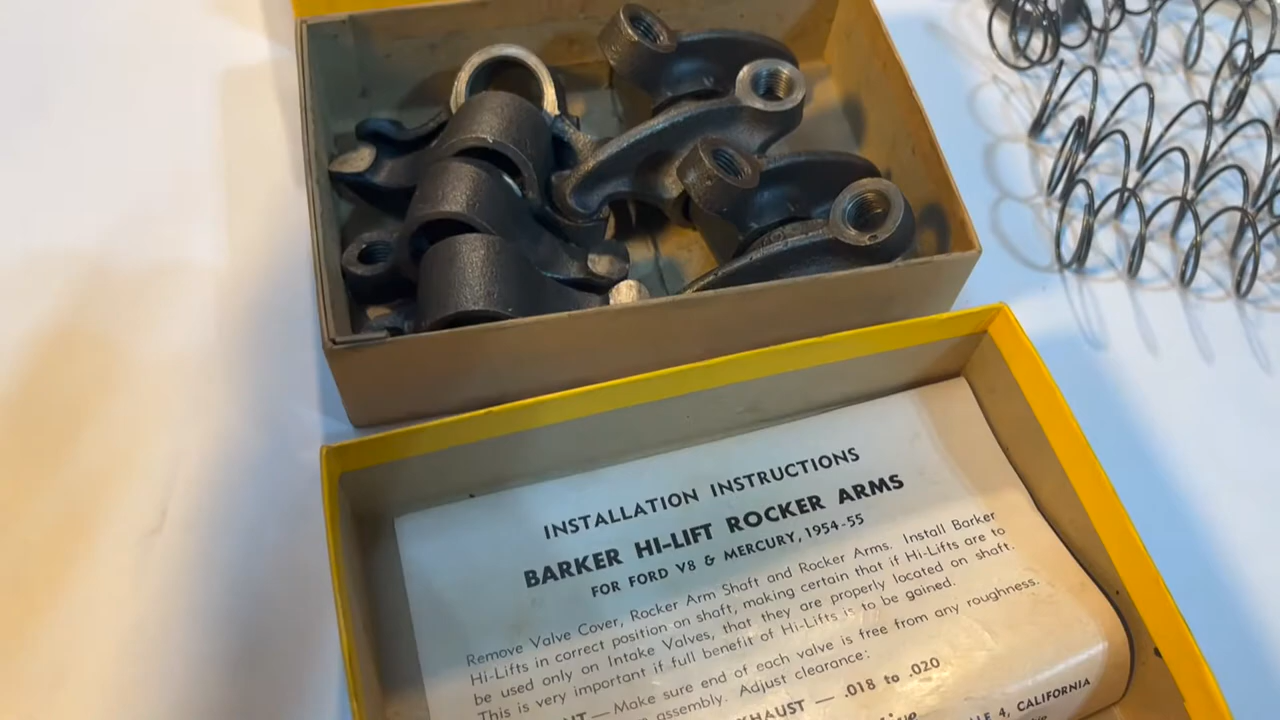 INSTALLATION INSTRUCTIONS
BARKER HI-LIFT ROCKER ARMS
FOR FORD V8 & MERCURY, 1954-55
Remove Valve Cover, Rocker Arm Shaft and Rocker Arms. Install Barker
Hi-Lifts in correct position on shaft, making certain that if Hi-Lifts are to
be used only on Intake Valves, that they are properly located on shaft.
This is very important if full benefit of Hi-Lifts is to be gained.
— Make sure end of each valve is free from any roughness.
assembly. Adjust clearance:
— .018 to .020
4, CALIFORNIA